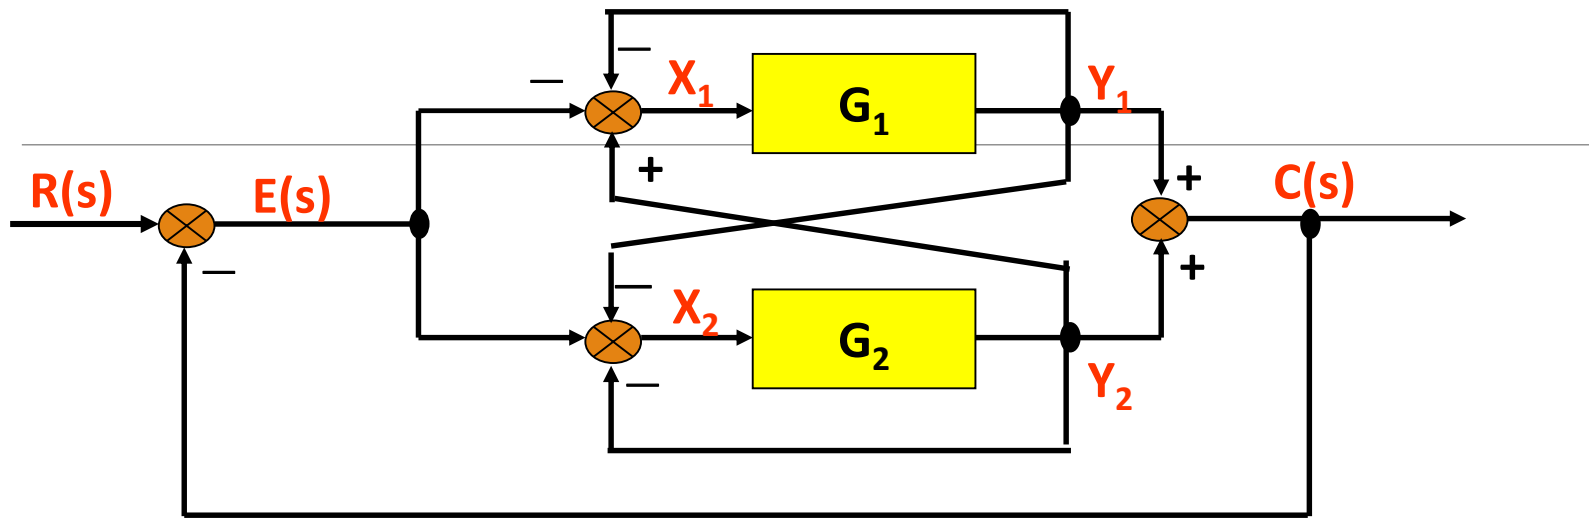 −
−
X₁
G₁
Y₁
+
+
R(s)
E(s)
C(s)
−
+
−
X₂
G₂
−
Y₂